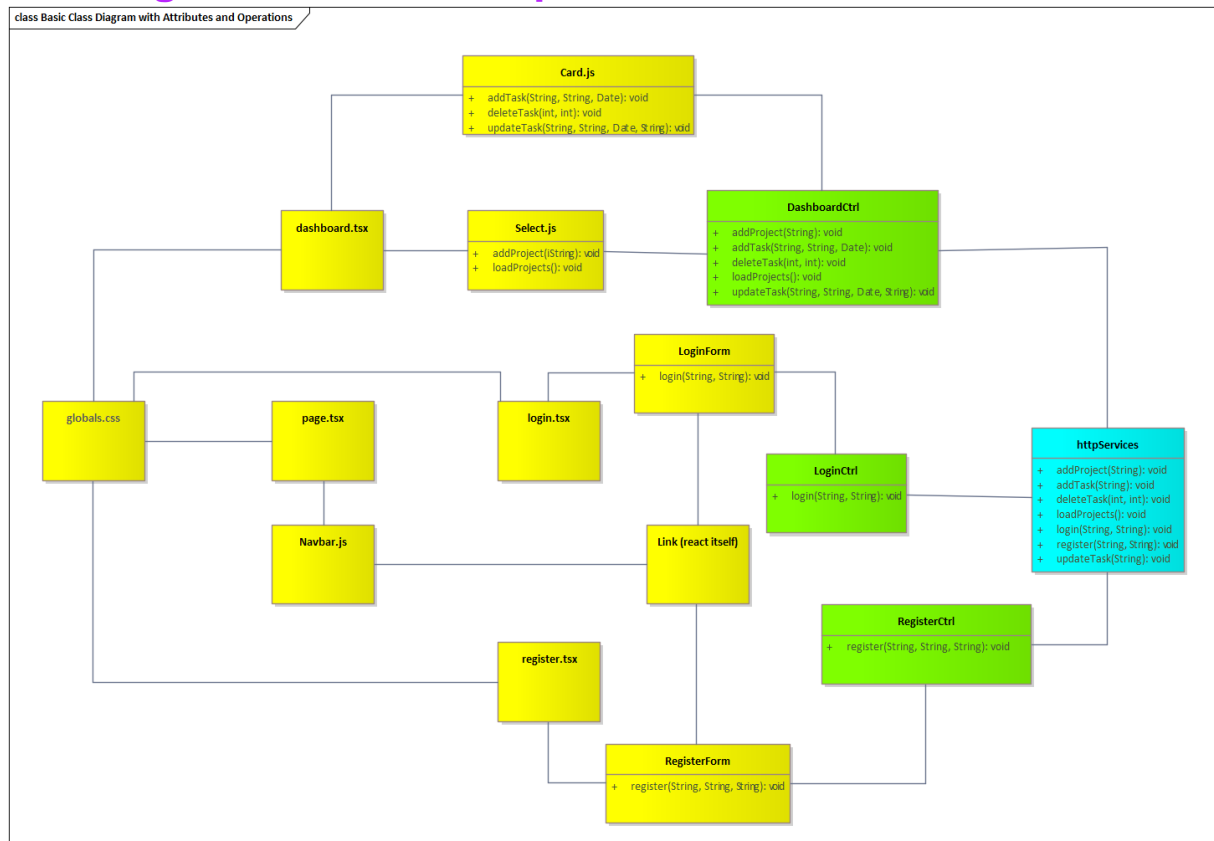 class Basic Class Diagram with Attributes and Operations
Card.js
+ addTask(String, String, Date): void
+ deleteTask(int, int): void
+ updateTask(String, String, Date, String): void
dashboard.tsx
Select.js
+ addProject(iString): void
+ loadProjects(): void
DashboardCtrl
+ addProject(String): void
+ addTask(String, String, Date): void
+ deleteTask(int, int): void
+ loadProjects(): void
+ updateTask(String, String, Date, String): void
LoginForm
+ login(String, String): void
globals.css
page.tsx
login.tsx
LoginCtrl
+ login(String, String): void
httpServices
+ addProject(String): void
+ addTask(String): void
+ deleteTask(int, int): void
+ loadProjects(): void
+ login(String, String): void
+ register(String, String): void
+ updateTask(String): void
Navbar.js
Link (react itself)
RegisterCtrl
+ register(String, String, String): void
register.tsx
RegisterForm
+ register(String, String, String): void